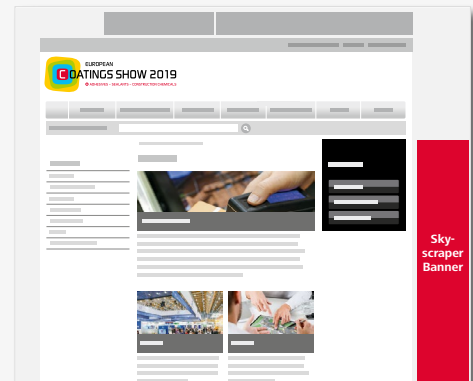 EUROPEAN
COATINGS SHOW 2019
ADHESIVES • SEALANTS • CONSTRUCTION CHEMICALS
Sky-
scraper
Banner